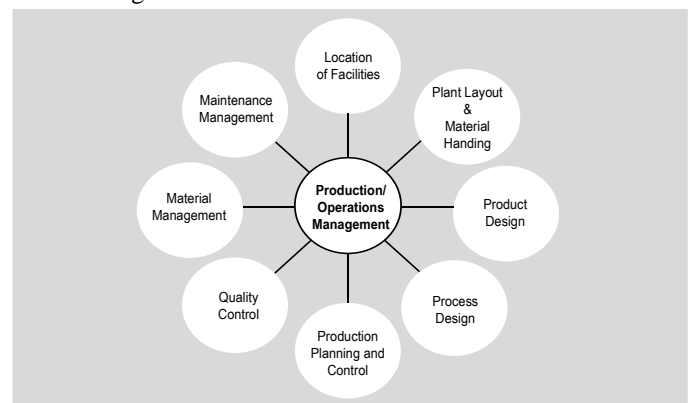 Location
of Facilities
Plant Layout
&
Material
Handing
Product
Design
Process
Design
Production
Planning and
Control
Quality
Control
Material
Management
Maintenance
Management
Production/
Operations
Management